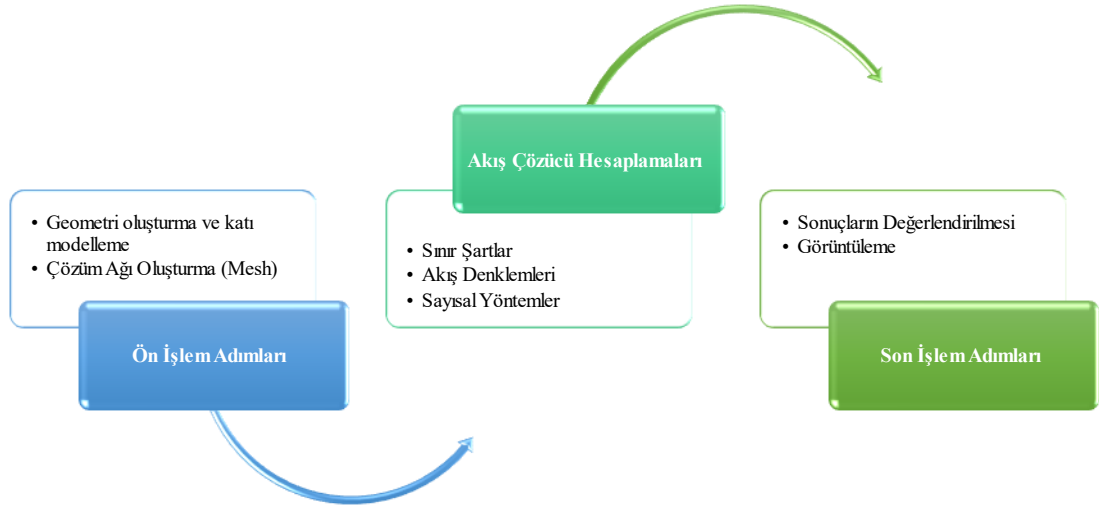 • Geometri oluşturma ve katı
modelleme
• Çözüm Ağı Oluşturma (Mesh)
Ön İşlem Adımları
Akış Çözücü Hesaplamaları
• Sınır Şartlar
• Akış Denklemleri
• Sayısal Yöntemler
• Sonuçların Değerlendirilmesi
• Görüntüleme
Son İşlem Adımları